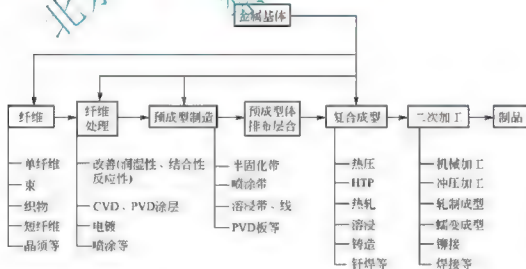 金属基体
纤维
纤维处理
预成型制造
预成型体排布层合
复合成型
二次加工
制品
单纤维
束
织物
短纤维
晶须等
改善(润湿性、结合性
反应性)
CVD、PVD涂层
电镀
喷涂等
半固化带
喷涂带
溶浸带、线
PVD板等
热压
HTP
热轧
溶浸
铸造
钎焊等
机械加工
冲压加工
轧制成型
蠕变成型
铆接
焊接等